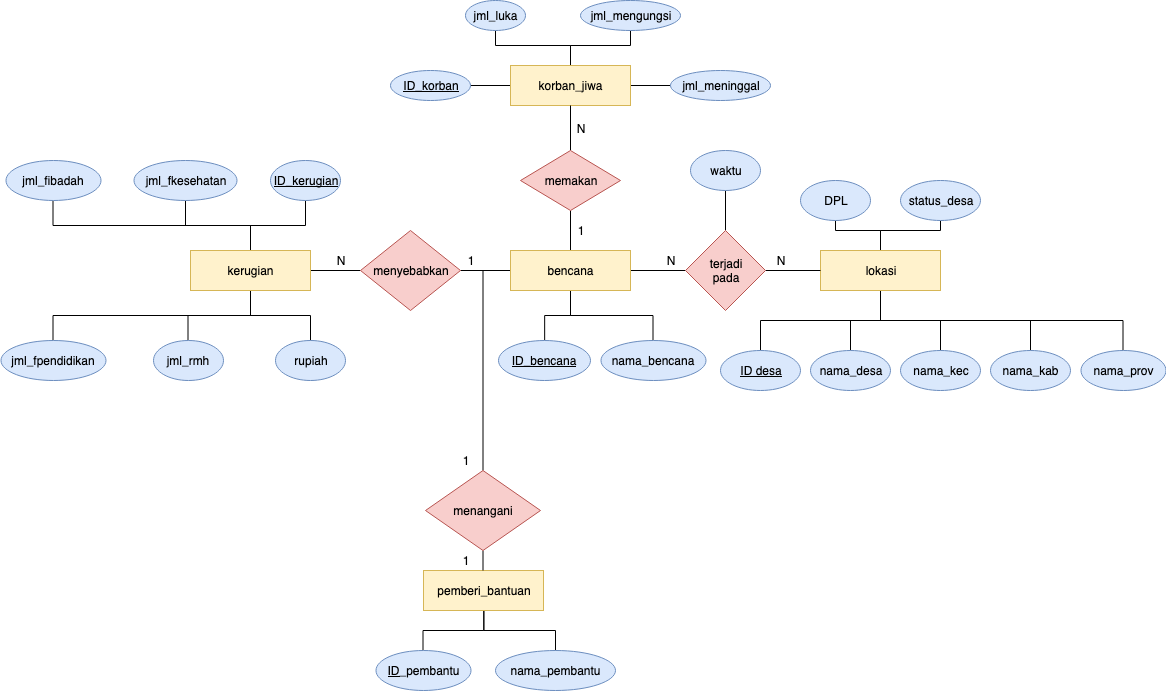 jml_luka
jml_mengungsi
ID_korban
korban_jiwa
jml_meninggal
N
memakan
1
jml_fibadah
jml_fkesehatan
ID_kerugian
waktu
DPL
status_desa
kerugian
N
menyebabkan
1
bencana
N
terjadi
pada
N
lokasi
jml_fpendidikan
jml_rmh
rupiah
ID_bencana
nama_bencana
ID desa
nama_desa
nama_kec
nama_kab
nama_prov
1
menangani
1
pemberi_bantuan
ID_pembantu
nama_pembantu